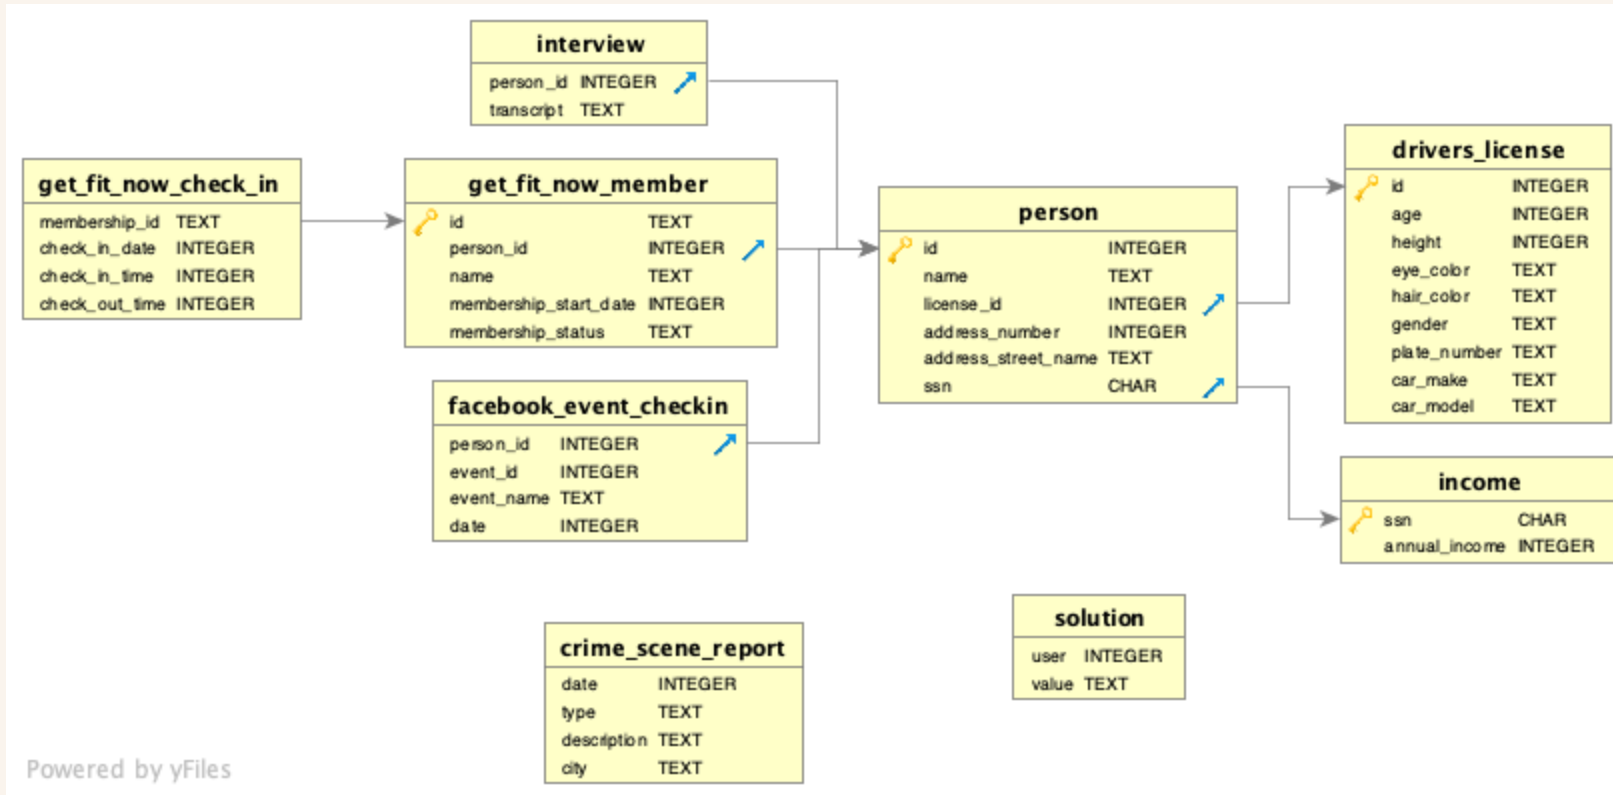 interview
person_id INTEGER
transcript TEXT
get_fit_now_check_in
membership_id TEXT
check_in_date INTEGER
check_in_time INTEGER
check_out_time INTEGER
get_fit_now_member
id TEXT
person_id INTEGER
name TEXT
membership_start_date INTEGER
membership_status TEXT
facebook_event_checkin
person_id INTEGER
event_id INTEGER
event_name TEXT
date INTEGER
person
id INTEGER
name TEXT
license_id INTEGER
address_number INTEGER
address_street_name TEXT
ssn CHAR
drivers_license
id INTEGER
age INTEGER
height INTEGER
eye_color TEXT
hair_color TEXT
gender TEXT
plate_number TEXT
car_make TEXT
car_model TEXT
income
ssn CHAR
annual_income INTEGER
crime_scene_report
date INTEGER
type TEXT
description TEXT
city TEXT
solution
user INTEGER
value TEXT
Powered by yFiles